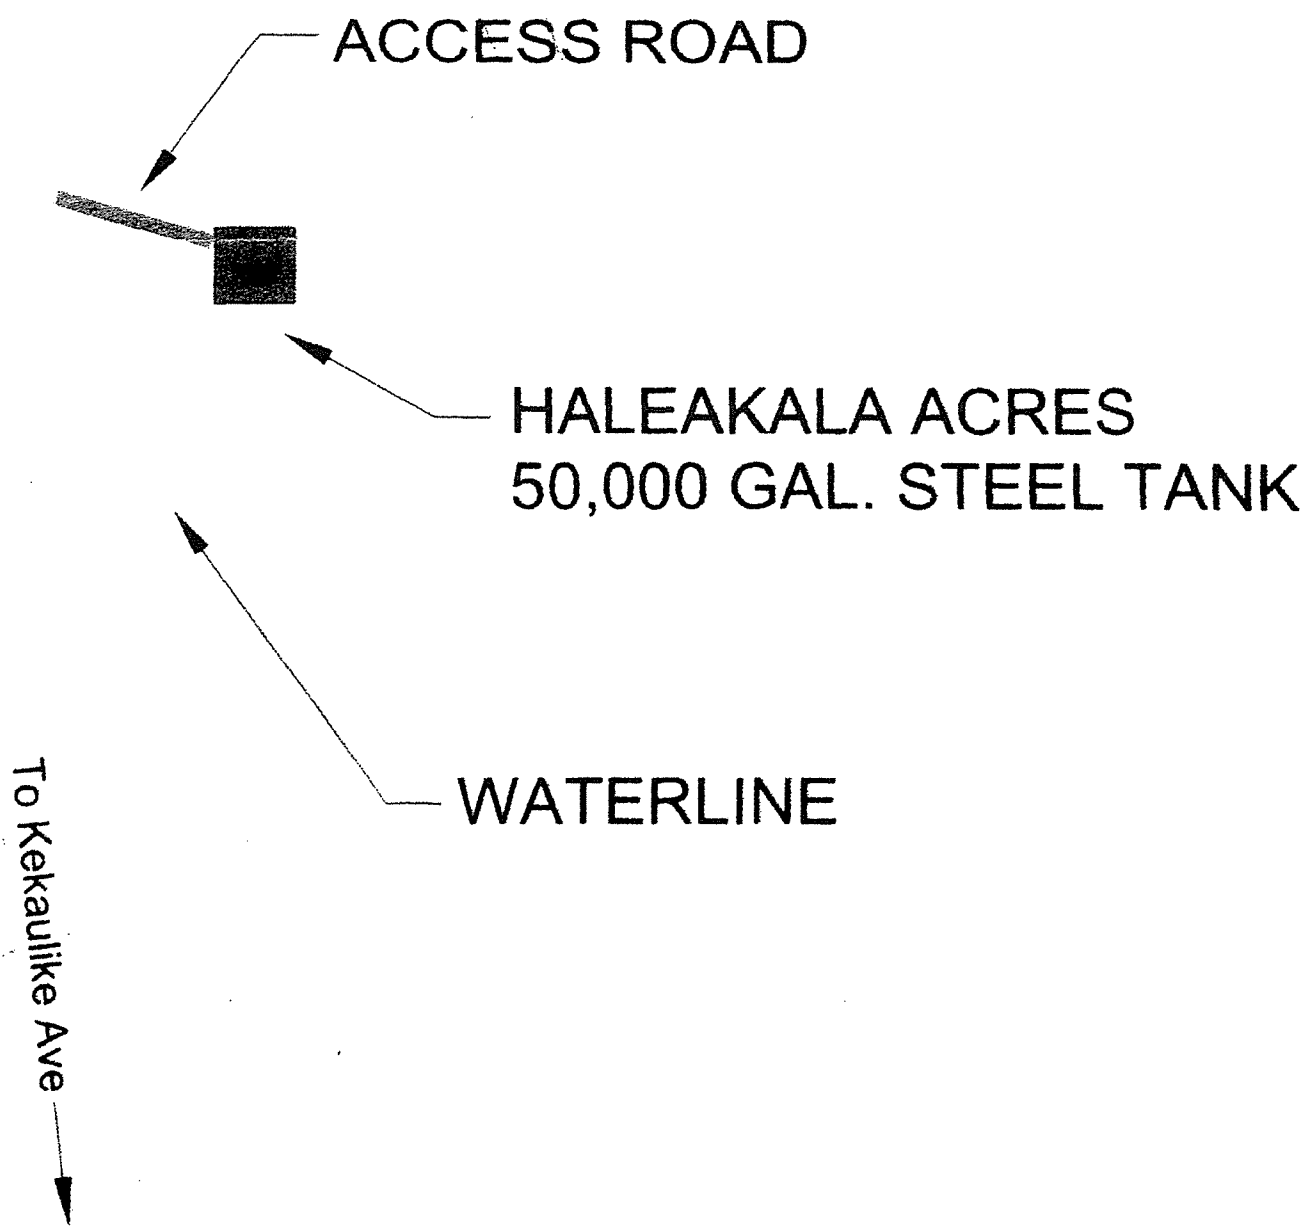 ACCESS ROAD
HALEAKALA ACRES
50,000 GAL. STEEL TANK
WATERLINE
To Kekaulike Ave